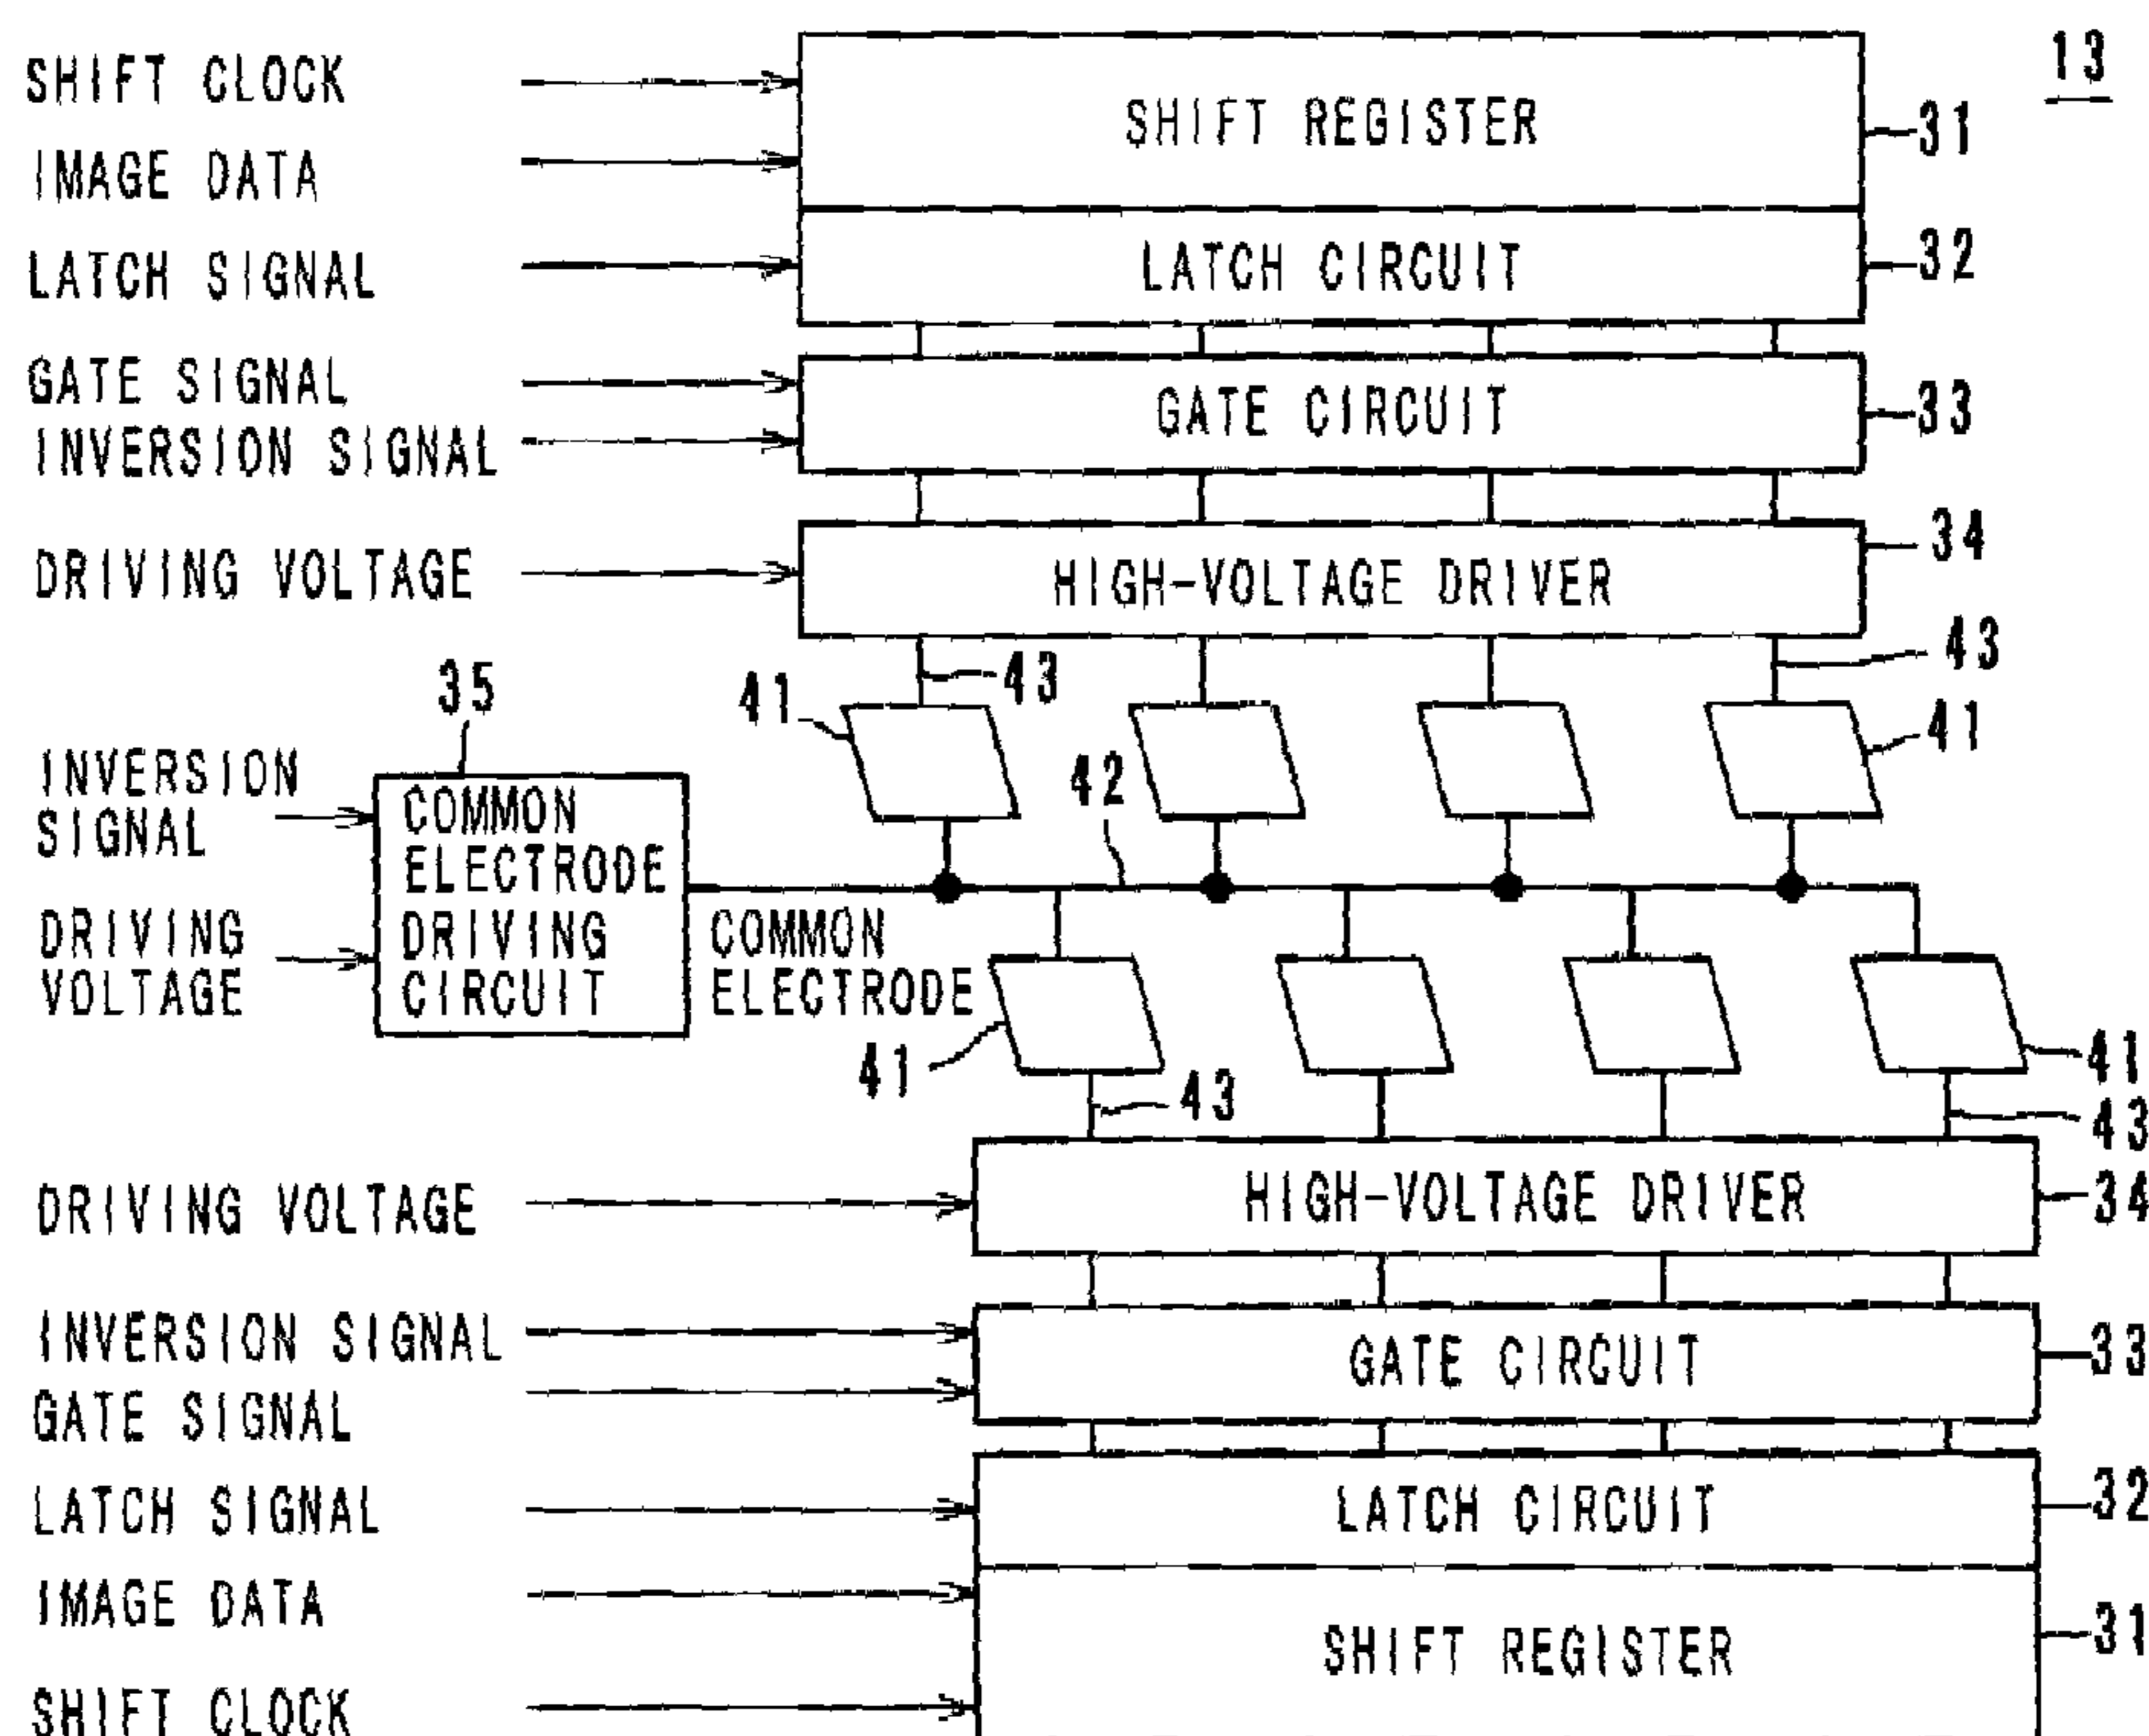 13
SHIFT CLOCK
SHIFT REGISTER
31
IMAGE DATA
LATCH SIGNAL
LATCH CIRCUIT
32
GATE SIGNAL
GATE CIRCUIT
33
INVERSION SIGNAL
DRIVING VOLTAGE
HIGH-VOLTAGE DRIVER
34
43
43
35
41
41
42
INVERSION
SIGNAL
COMMON
ELECTRODE
DRIVING
CIRCUIT
DRIVING
VOLTAGE
COMMON
ELECTRODE
41
41
43
43
DRIVING VOLTAGE
HIGH-VOLTAGE DRIVER
34
INVERSION SIGNAL
GATE CIRCUIT
33
GATE SIGNAL
LATCH SIGNAL
LATCH CIRCUIT
32
IMAGE DATA
SHIFT REGISTER
31
SHIFT CLOCK